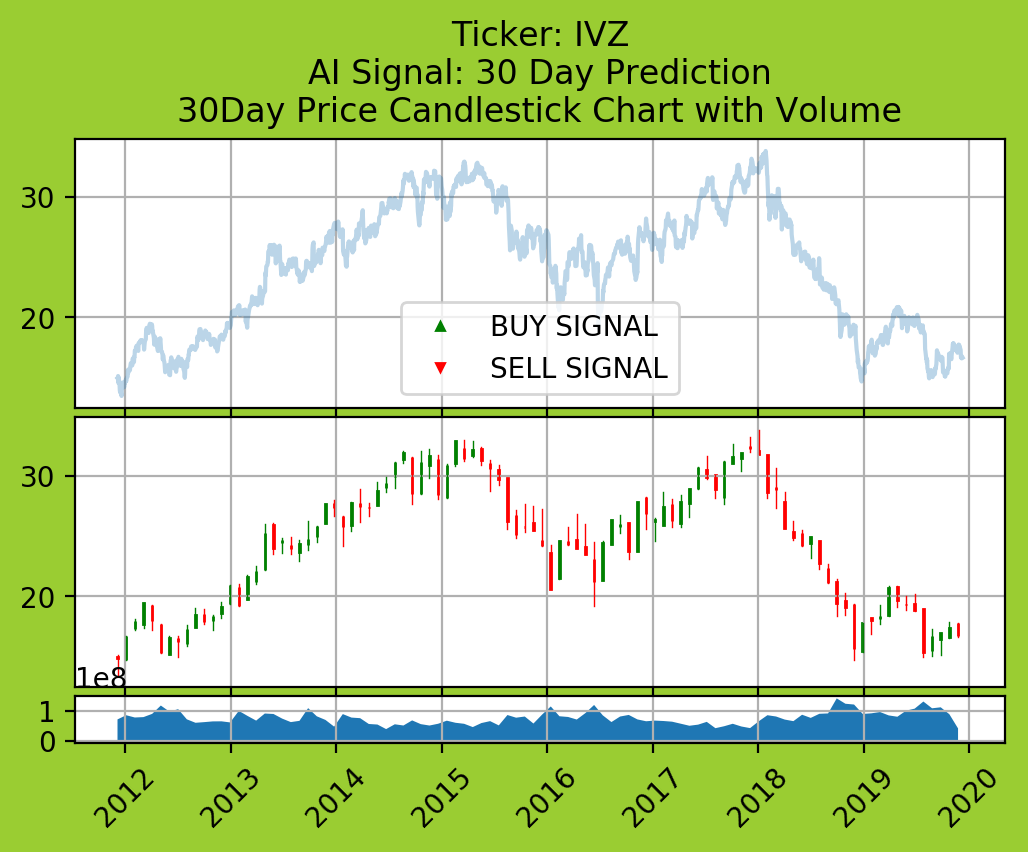 Ticker: IVZ
AI Signal: 30 Day Prediction
30Day Price Candlestick Chart with Volume
30
20
BUY SIGNAL
SELL SIGNAL
30
20
1e8
1
0
2012 2013 2014 2015 2016 2017 2018 2019 2020